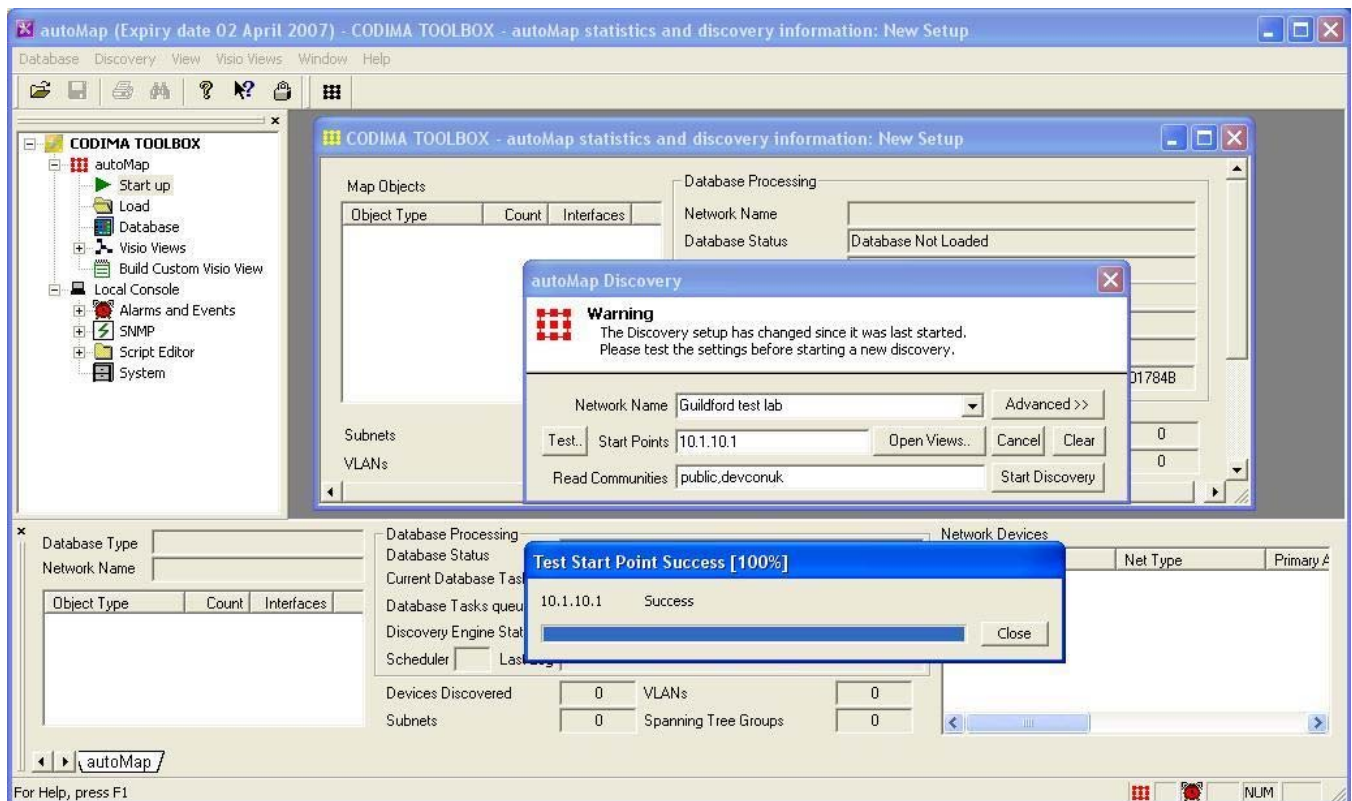 autoMap (Expiry date 02 April 2007) - CODIMA TOOLBOX - autoMap statistics and discovery information: New Setup
Database Discovery View Visio Views Window Help
CODIMA TOOLBOX
autoMap
Start up
Load
Database
Visio Views
Build Custom Visio View
Local Console
Alarms and Events
SNMP
Script Editor
System
CODIMA TOOLBOX - autoMap statistics and discovery information: New Setup
Map Objects
Object Type Count Interfaces
Database Processing
Network Name
Database Status Database Not Loaded
01784B
Subnets 0
VLANs 0
autoMap Discovery
Warning
The Discovery setup has changed since it was last started.
Please test the settings before starting a new discovery.
Network Name Guildford test lab Advanced >>
Test.. Start Points 10.1.10.1 Open Views.. Cancel Clear
Read Communities public,devconuk Start Discovery
Database Type
Network Name
Object Type Count Interfaces
Database Processing
Database Status
Current Database Tas
Database Tasks queu
Discovery Engine Stat
Scheduler Las
Devices Discovered 0 VLANs 0
Subnets 0 Spanning Tree Groups 0
Test Start Point Success [100%]
10.1.10.1 Success
Close
Network Devices
Net Type Primary A
autoMap
For Help, press F1
NUM